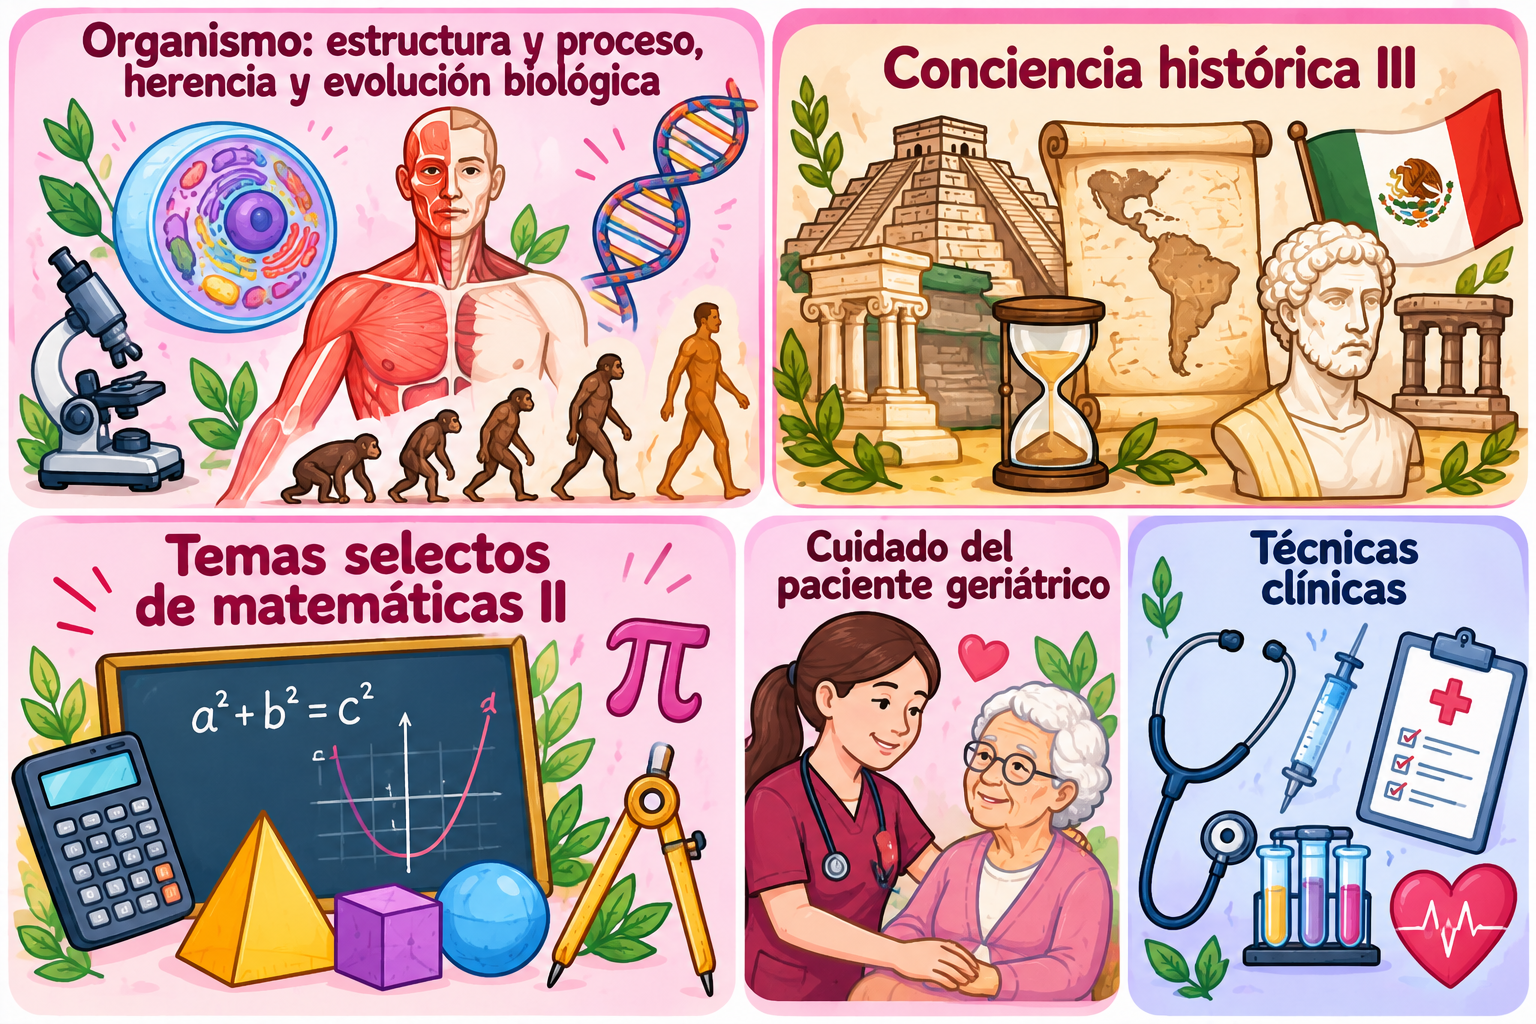 Organismo: estructura y proceso,
herencia y evolución biológica
Conciencia histórica III
Temas selectos
de matemáticas II
a² + b² = c²
π
Cuidado del
paciente geriátrico
Técnicas
clínicas